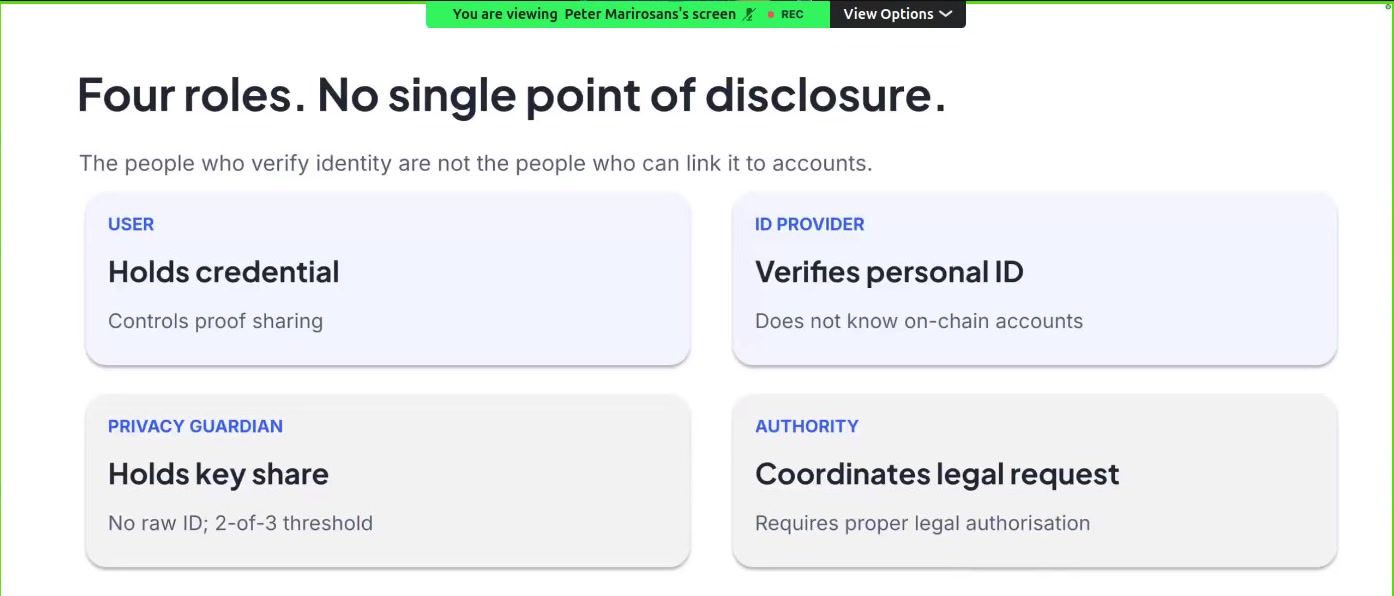 You are viewing Peter Marirosans's screen REC View Options
Four roles. No single point of disclosure.
The people who verify identity are not the people who can link it to accounts.
USER
Holds credential
Controls proof sharing
ID PROVIDER
Verifies personal ID
Does not know on-chain accounts
PRIVACY GUARDIAN
Holds key share
No raw ID; 2-of-3 threshold
AUTHORITY
Coordinates legal request
Requires proper legal authorisation